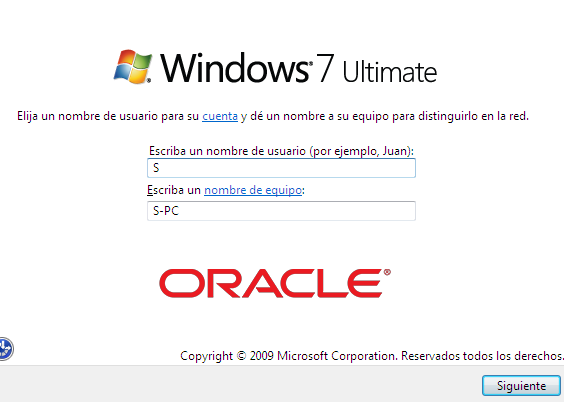 Windows® 7 Ultimate
Elija un nombre de usuario para su cuenta y dé un nombre a su equipo para distinguirlo en la red.
Escriba un nombre de usuario (por ejemplo, Juan):
S
Escriba un nombre de equipo:
S-PC
ORACLE®
Copyright © 2009 Microsoft Corporation. Reservados todos los derechos.
Siguiente